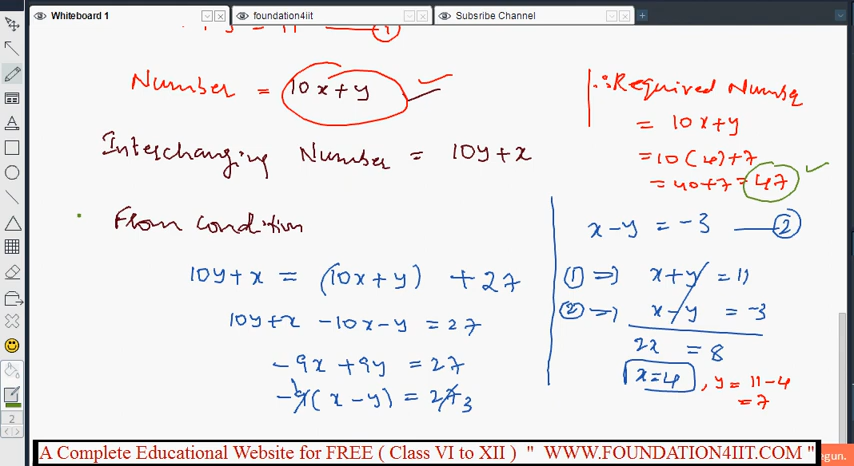 Whiteboard 1
foundation4iit
Subsribe Channel
Number = 10x+y
Interchanging Number = 10y+x
From condition
10y+x = (10x+y) +27
10y+x -10x-y = 27
-9x +9y = 27
-9(x-y) = 27 3
∴Required Number
= 10x+y
=10(4)+7
=40+7=47
x-y = -3 ② 
① ⇒) x+y = 11
② ⇒) x-y = -3
2x = 8
x=4 , y = 11-4
= 7
2
A Complete Educational Website for FREE ( Class VI to XII ) " WWW.FOUNDATION4IIT.COM "
egun.